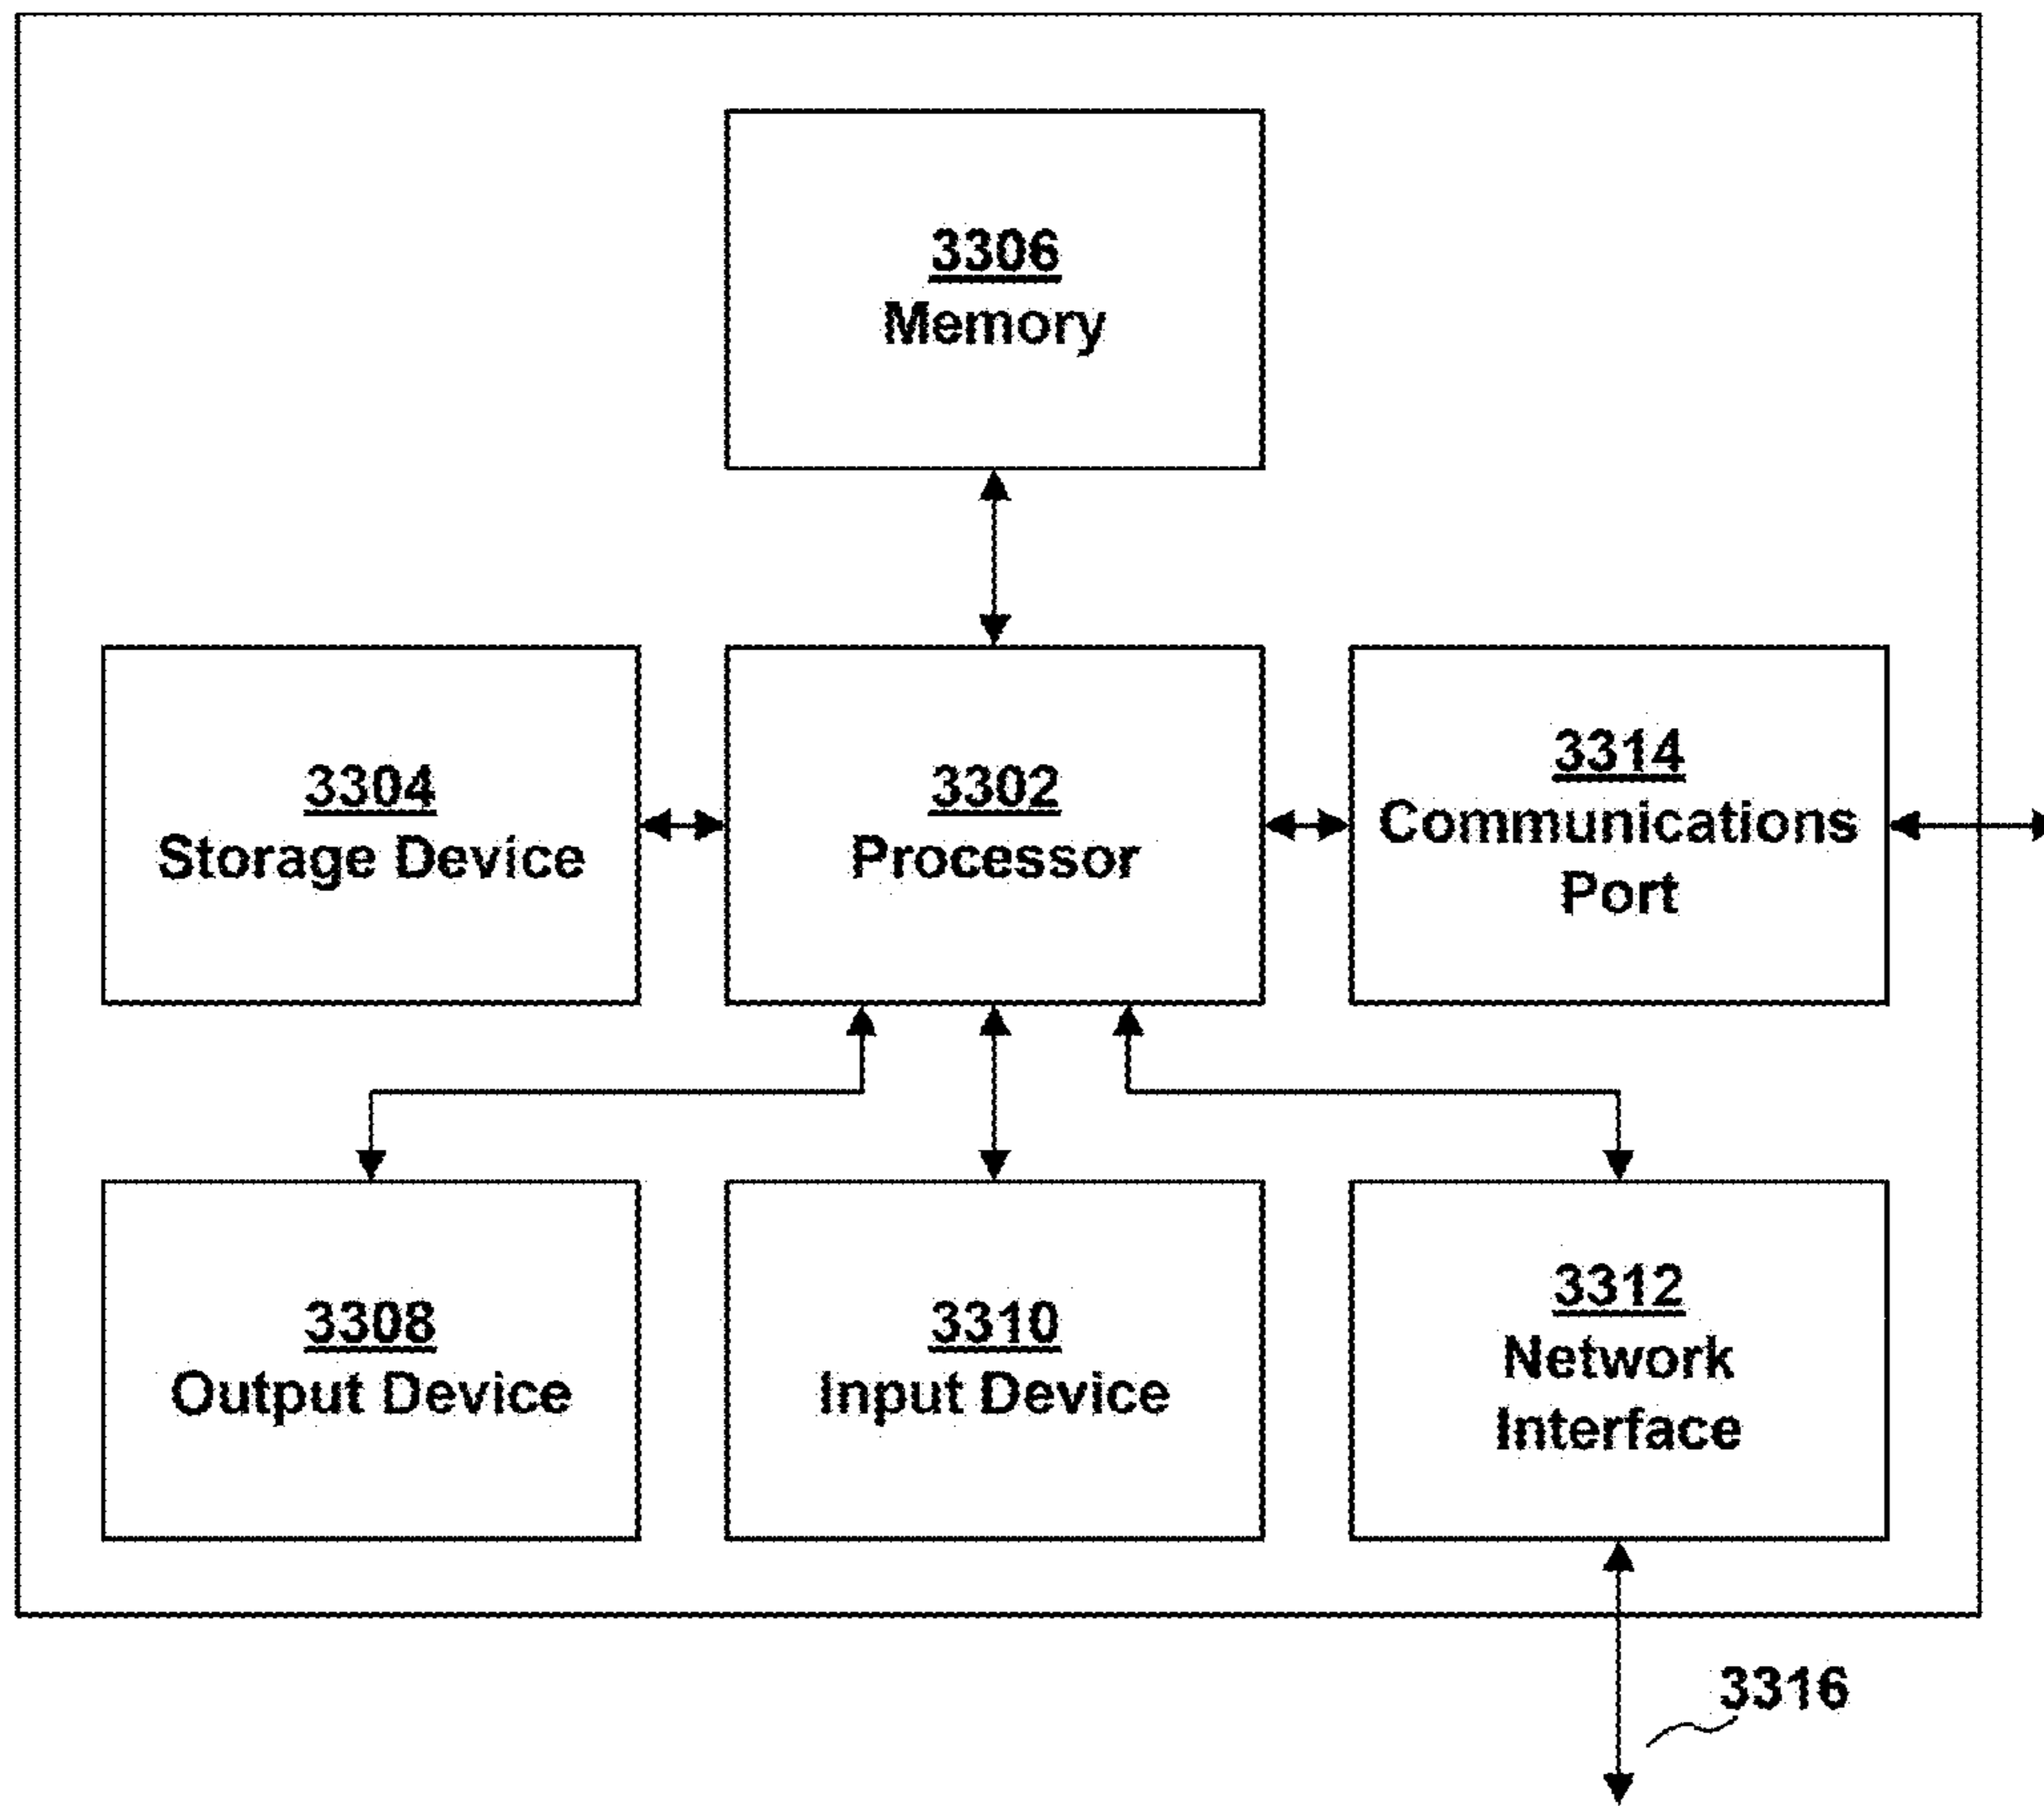 3306
Memory
3304
Storage Device
3302
Processor
3314
Communications
Port
3308
Output Device
3310
Input Device
3312
Network
Interface
3316